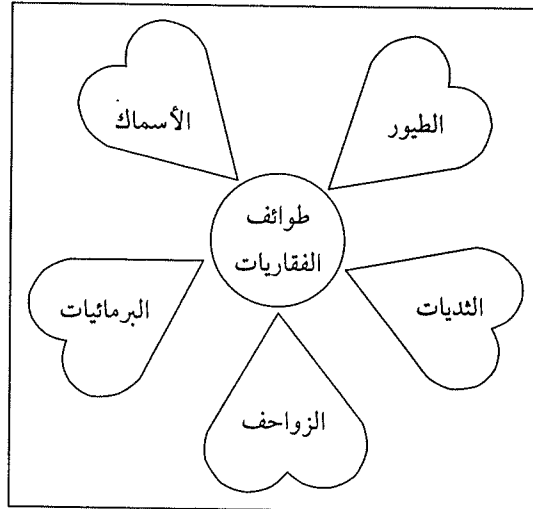 الطيور
الأسماك
طوائف
الفقاريات
الثديات
البرمائيات
الزواحف